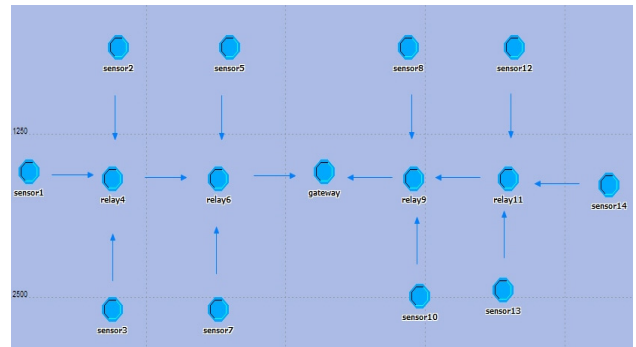 sensor2
sensor5
sensor8
sensor12
1250
sensor1
relay4
relay6
gateway
relay9
relay11
sensor14
2500
sensor3
sensor7
sensor10
sensor13